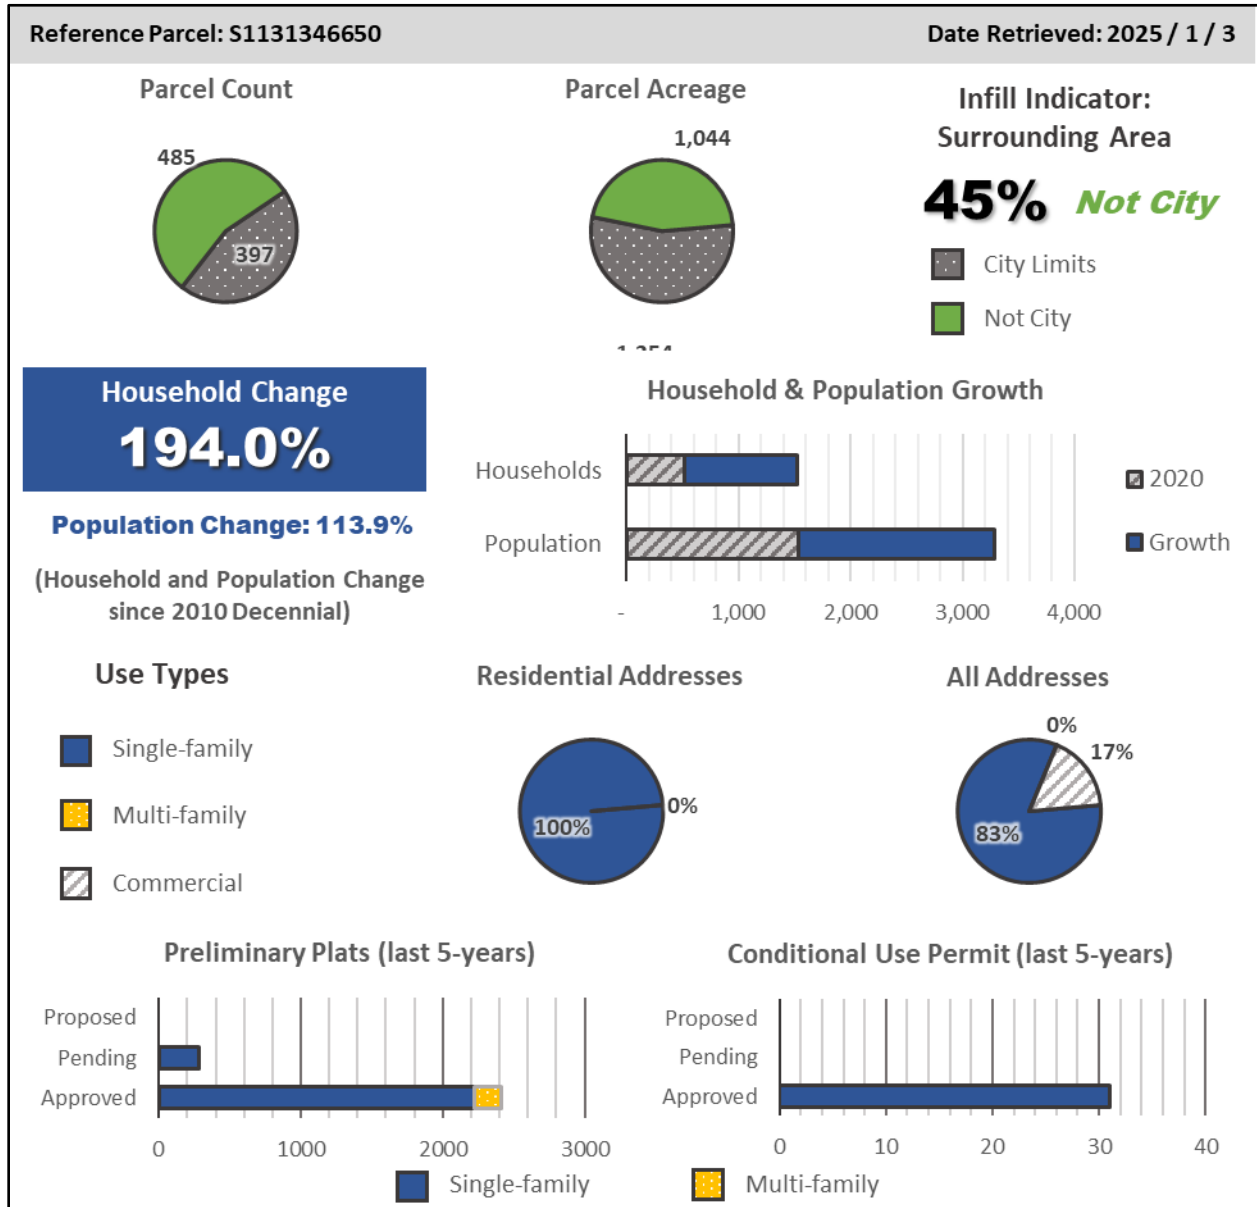 Reference Parcel: S1131346650
Date Retrieved: 2025 / 1 / 3
Parcel Count
485
397
Parcel Acreage
1,044
Infill Indicator:
Surrounding Area
45% Not City
City Limits
Not City
Household Change
194.0%
Population Change: 113.9%
(Household and Population Change
since 2010 Decennial)
Household & Population Growth
Households
Population
-
1,000
2,000
3,000
4,000
2020
Growth
Use Types
Single-family
Multi-family
Commercial
Residential Addresses
100%
0%
All Addresses
0%
17%
83%
Preliminary Plats (last 5-years)
Proposed
Pending
Approved
0
1000
2000
3000
Conditional Use Permit (last 5-years)
Proposed
Pending
Approved
0
10
20
30
40
Single-family
Multi-family